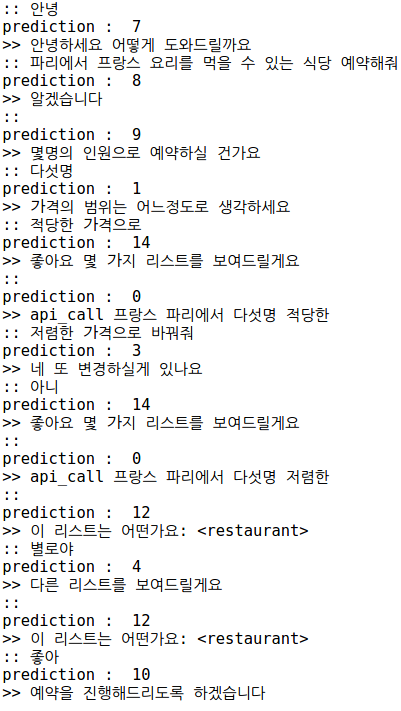 :: 안녕
prediction :  7
>> 안녕하세요 어떻게 도와드릴까요
:: 파리에서 프랑스 요리를 먹을 수 있는 식당 예약해줘
prediction :  8
>> 알겠습니다
::
prediction :  9
>> 몇명의 인원으로 예약하실 건가요
:: 다섯명
prediction :  1
>> 가격의 범위는 어느정도로 생각하세요
:: 적당한 가격으로
prediction :  14
>> 좋아요 몇 가지 리스트를 보여드릴게요
::
prediction :  0
>> api_call 프랑스 파리에서 다섯명 적당한
:: 저렴한 가격으로 바꿔줘
prediction :  3
>> 네 또 변경하실게 있나요
:: 아니
prediction :  14
>> 좋아요 몇 가지 리스트를 보여드릴게요
::
prediction :  0
>> api_call 프랑스 파리에서 다섯명 저렴한
::
prediction :  12
>> 이 리스트는 어떤가요: <restaurant>
:: 별로야
prediction :  4
>> 다른 리스트를 보여드릴게요
::
prediction :  12
>> 이 리스트는 어떤가요: <restaurant>
:: 좋아
prediction :  10
>> 예약을 진행해드리도록 하겠습니다